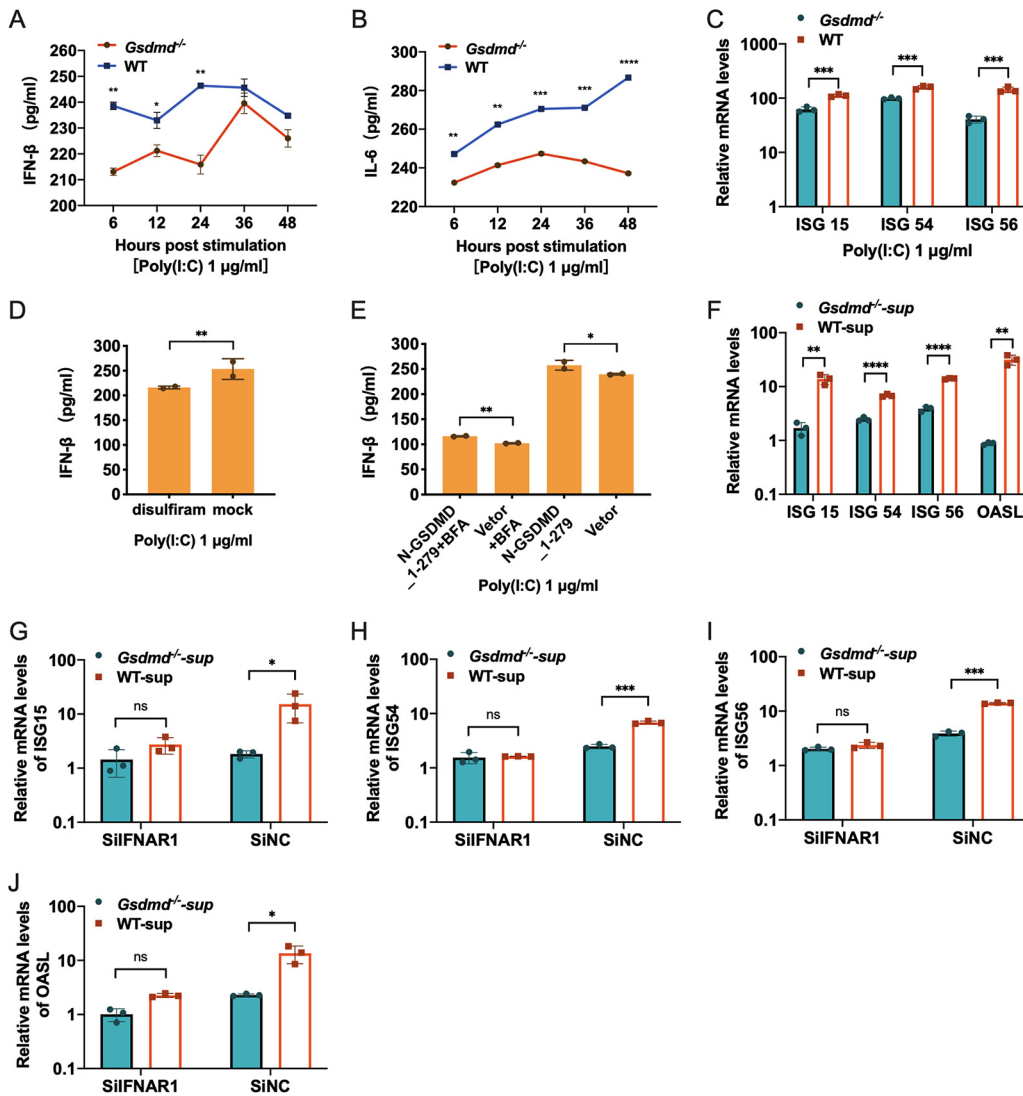 A
Gsdmd-/-
WT
IFN-β (pg/ml)
260
250
240
230
220
210
200
**
*
**
6 12 24 36 48
Hours post stimulation
[Poly(I:C) 1 μg/ml]
B
Gsdmd-/-
WT
IL-6 (pg/ml)
300
280
260
240
220
**
**
***
***
****
6 12 24 36 48
Hours post stimulation
[Poly(I:C) 1 μg/ml]
C
Gsdmd-/-
WT
Relative mRNA levels
1000
100
10
1
***
***
***
ISG 15 ISG 54 ISG 56
Poly(I:C) 1 μg/ml
D
IFN-β (pg/ml)
300
250
200
150
100
50
0
**
disulfiram mock
Poly(I:C) 1 μg/ml
E
IFN-β (pg/ml)
300
250
200
150
100
50
0
**
*
N-GSDMD
_1-279+BFA
Vetor
+BFA
N-GSDMD
_1-279
Vetor
Poly(I:C) 1 μg/ml
F
Gsdmd-/--sup
WT-sup
Relative mRNA levels
100
10
1
0.1
**
****
****
**
ISG 15 ISG 54 ISG 56 OASL
G
Gsdmd-/--sup
WT-sup
Relative mRNA levels
of ISG15
100
10
1
0.1
ns
*
SiIFNAR1 SiNC
H
Gsdmd-/--sup
WT-sup
Relative mRNA levels
of ISG54
100
10
1
0.1
ns
***
SiIFNAR1 SiNC
I
Gsdmd-/--sup
WT-sup
Relative mRNA levels
of ISG56
100
10
1
0.1
ns
***
SiIFNAR1 SiNC
J
Gsdmd-/--sup
WT-sup
Relative mRNA levels
of OASL
100
10
1
0.1
ns
*
SiIFNAR1 SiNC